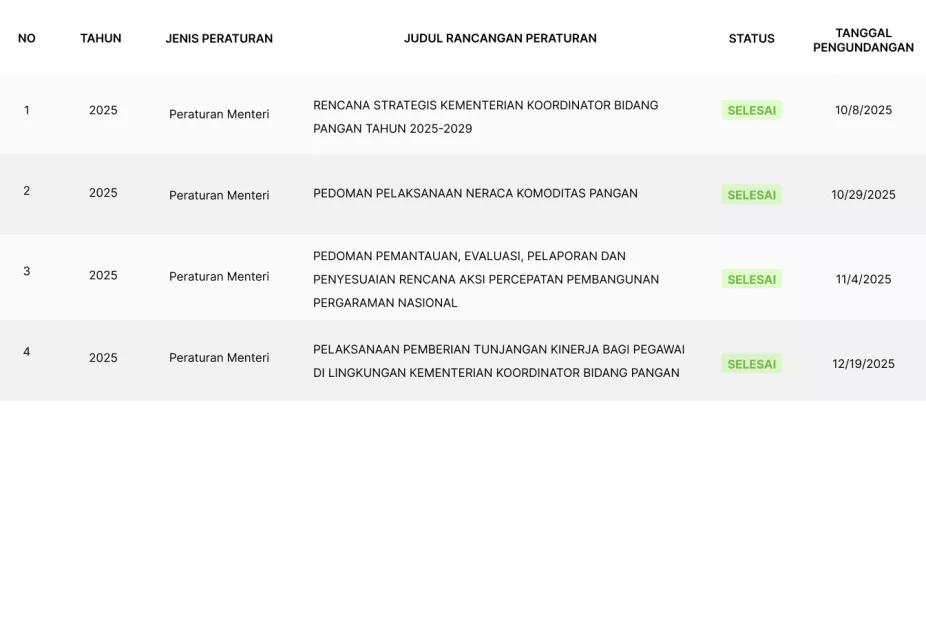 NO TAHUN JENIS PERATURAN JUDUL RANCANGAN PERATURAN STATUS TANGGAL PENGUNDANGAN
1 2025 Peraturan Menteri RENCANA STRATEGIS KEMENTERIAN KOORDINATOR BIDANG
PANGAN TAHUN 2025-2029
SELESAI 10/8/2025
2 2025 Peraturan Menteri PEDOMAN PELAKSANAAN NERACA KOMODITAS PANGAN SELESAI 10/29/2025
3 2025 Peraturan Menteri PEDOMAN PEMANTAUAN, EVALUASI, PELAPORAN DAN
PENYESUAIAN RENCANA AKSI PERCEPATAN PEMBANGUNAN
PERGARAMAN NASIONAL
SELESAI 11/4/2025
4 2025 Peraturan Menteri PELAKSANAAN PEMBERIAN TUNJANGAN KINERJA BAGI PEGAWAI
DI LINGKUNGAN KEMENTERIAN KOORDINATOR BIDANG PANGAN
SELESAI 12/19/2025